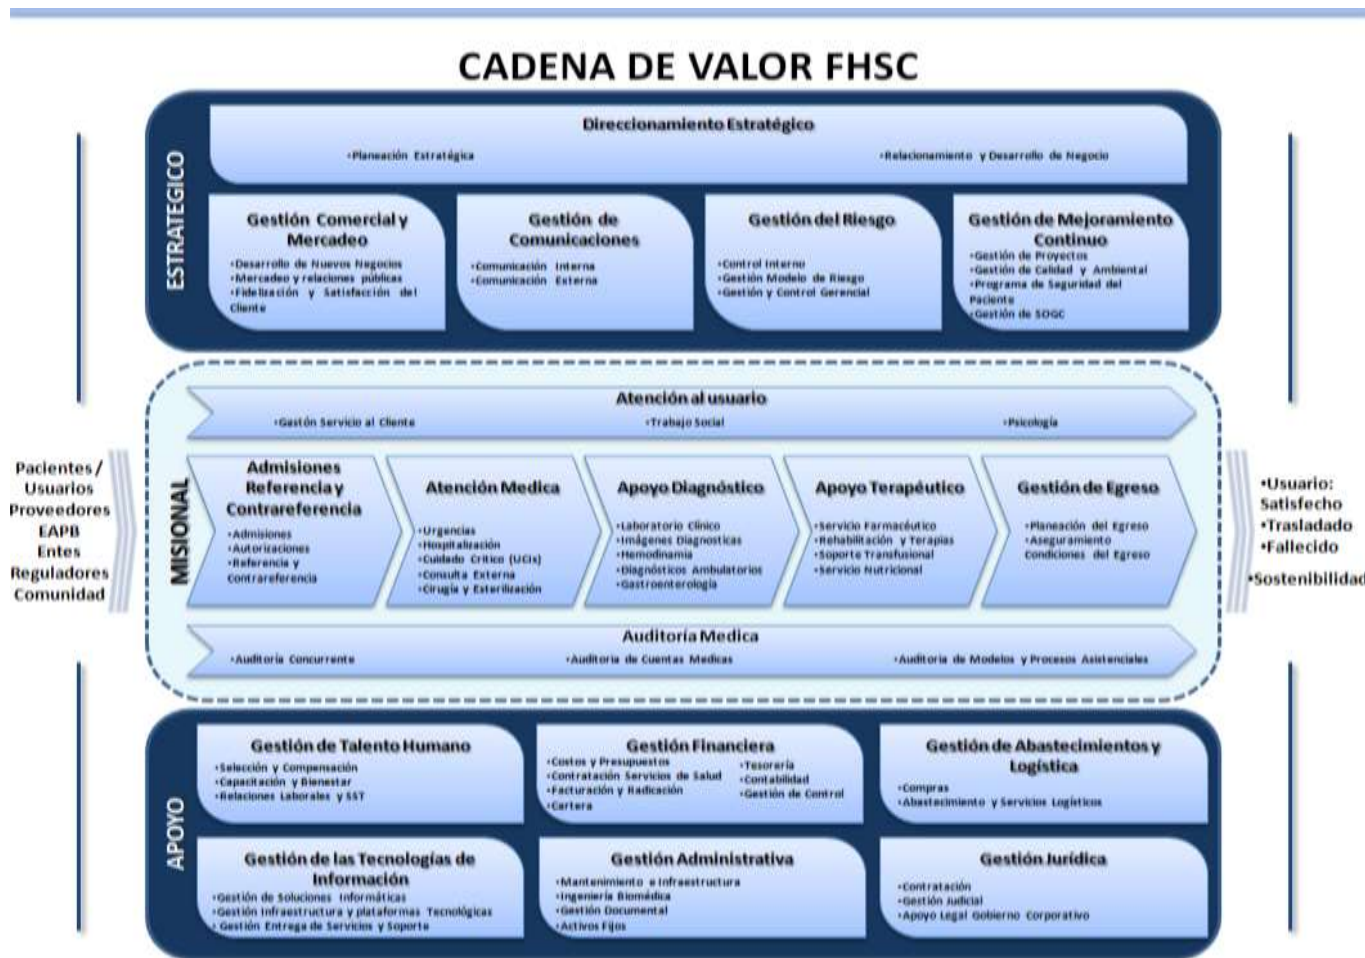 CADENA DE VALOR FHSC
ESTRATEGICO
Direccionamiento Estratégico
•Planeación Estratégica
•Relacionamiento y Desarrollo de Negocio
Gestión Comercial y
Mercadeo
•Desarrollo de Nuevos Negocios
•Mercadeo y relaciones públicas
•Fidelización y Satisfacción del
Cliente
Gestión de
Comunicaciones
•Comunicación Interna
•Comunicación Externa
Gestión del Riesgo
•Control Interno
•Gestión Modelo de Riesgo
•Gestión y Control Gerencial
Gestión de Mejoramiento
Continuo
•Gestión de Proyectos
•Gestión de Calidad y Ambiental
•Programa de Seguridad del
Paciente
•Gestión de SOGC
Pacientes /
Usuarios
Proveedores
EAPB
Entes
Reguladores
Comunidad
MISIONAL
Atención al usuario
•Gastón Servicio al Cliente
•Trabajo Social
•Psicología
Admisiones
Referencia y
Contrareferencia
•Admisiones
•Autorizaciones
•Referencia y
Contrareferencia
Atención Medica
•Urgencias
•Hospitalización
•Cuidado Crítico (UCIs)
•Consulta Externa
•Cirugía y Esterilización
Apoyo Diagnóstico
•Laboratorio Clínico
•Imágenes Diagnosticas
•Hemodinamia
•Diagnósticos Ambulatorios
•Gastroenterología
Apoyo Terapéutico
•Servicio Farmacéutico
•Rehabilitación y Terapias
•Soporte Transfusional
•Servicio Nutricional
Gestión de Egreso
•Planeación del Egreso
•Aseguramiento
Condiciones del Egreso
Auditoría Medica
•Auditoría Concurrente
•Auditoría de Cuentas Medicas
•Auditoría de Modelos y Procesos Asistenciales
•Usuario:
Satisfecho
•Trasladado
•Fallecido
•Sostenibilidad
APOYO
Gestión de Talento Humano
•Selección y Compensación
•Capacitación y Bienestar
•Relaciones Laborales y SST
Gestión Financiera
•Costos y Presupuestos
•Contratación Servicios de Salud
•Facturación y Radicación
•Cartera
•Tesorería
•Contabilidad
•Gestión de Control
Gestión de Abastecimientos y
Logística
•Compras
•Abastecimiento y Servicios Logísticos
Gestión de las Tecnologías de
Información
•Gestión de Soluciones Informáticas
•Gestión Infraestructura y plataformas Tecnológicas
• Gestión Entrega de Servicios y Soporte
Gestión Administrativa
•Mantenimiento e Infraestructura
•Ingeniería Biomédica
•Gestión Documental
•Activos Fijos
Gestión Jurídica
•Contratación
•Gestión Judicial
•Apoyo Legal Gobierno Corporativo